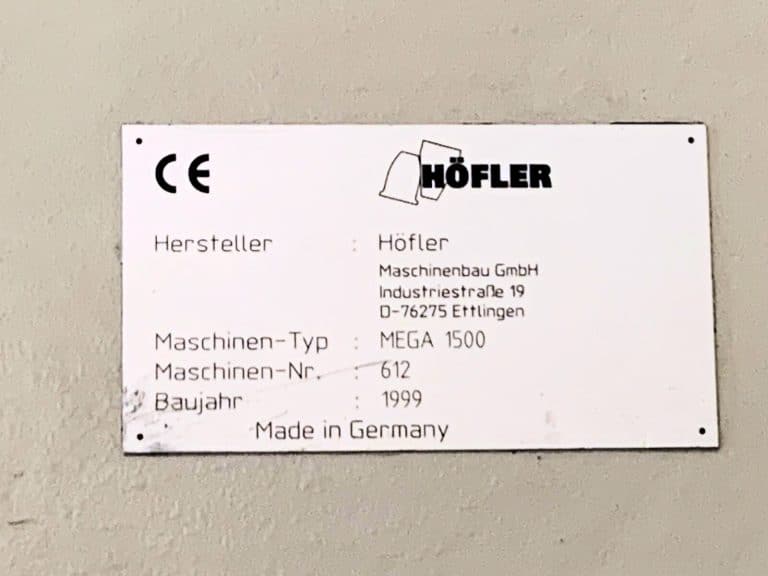 CE HÖFLER
Hersteller : Höfler
Maschinenbau GmbH
Industriestraße 19
D-76275 Ettlingen
Maschinen-Typ : MEGA 1500
Maschinen-Nr. : 612
Baujahr : 1999
Made in Germany